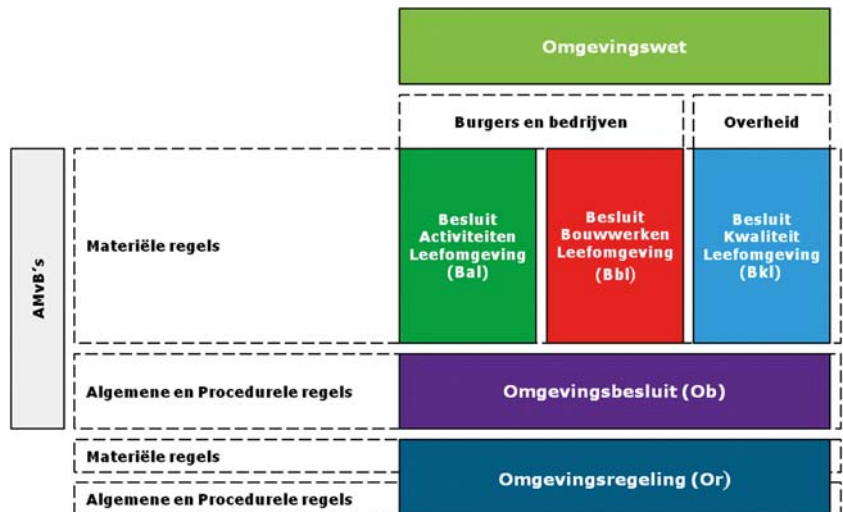 Omgevingswet
Burgers en bedrijven
Overheid
AMvB's
Materiële regels
Besluit
Activiteiten
Leefomgeving
(Bal)
Besluit
Bouwwerken
Leefomgeving
(Bbl)
Besluit
Kwaliteit
Leefomgeving
(Bkl)
Algemene en Procedurele regels
Omgevingsbesluit (Ob)
Materiële regels
Omgevingsregeling (Or)
Algemene en Procedurele regels